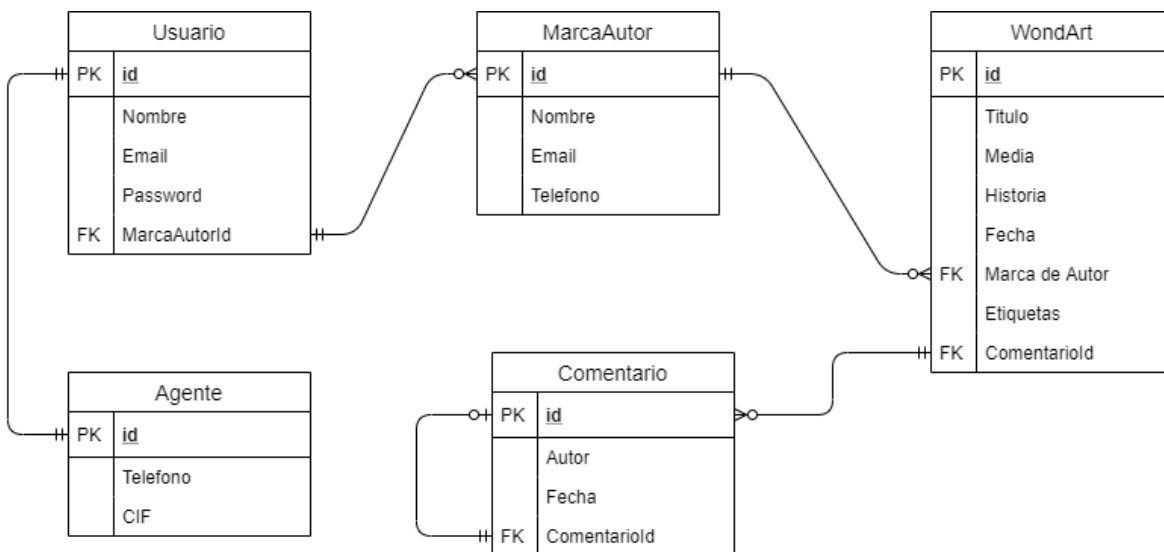 Usuario
PK id
Nombre
Email
Password
FK MarcaAutorId
MarcaAutor
PK id
Nombre
Email
Telefono
WondArt
PK id
Titulo
Media
Historia
Fecha
FK Marca de Autor
Etiquetas
FK ComentarioId
Agente
PK id
Telefono
CIF
Comentario
PK id
Autor
Fecha
FK ComentarioId